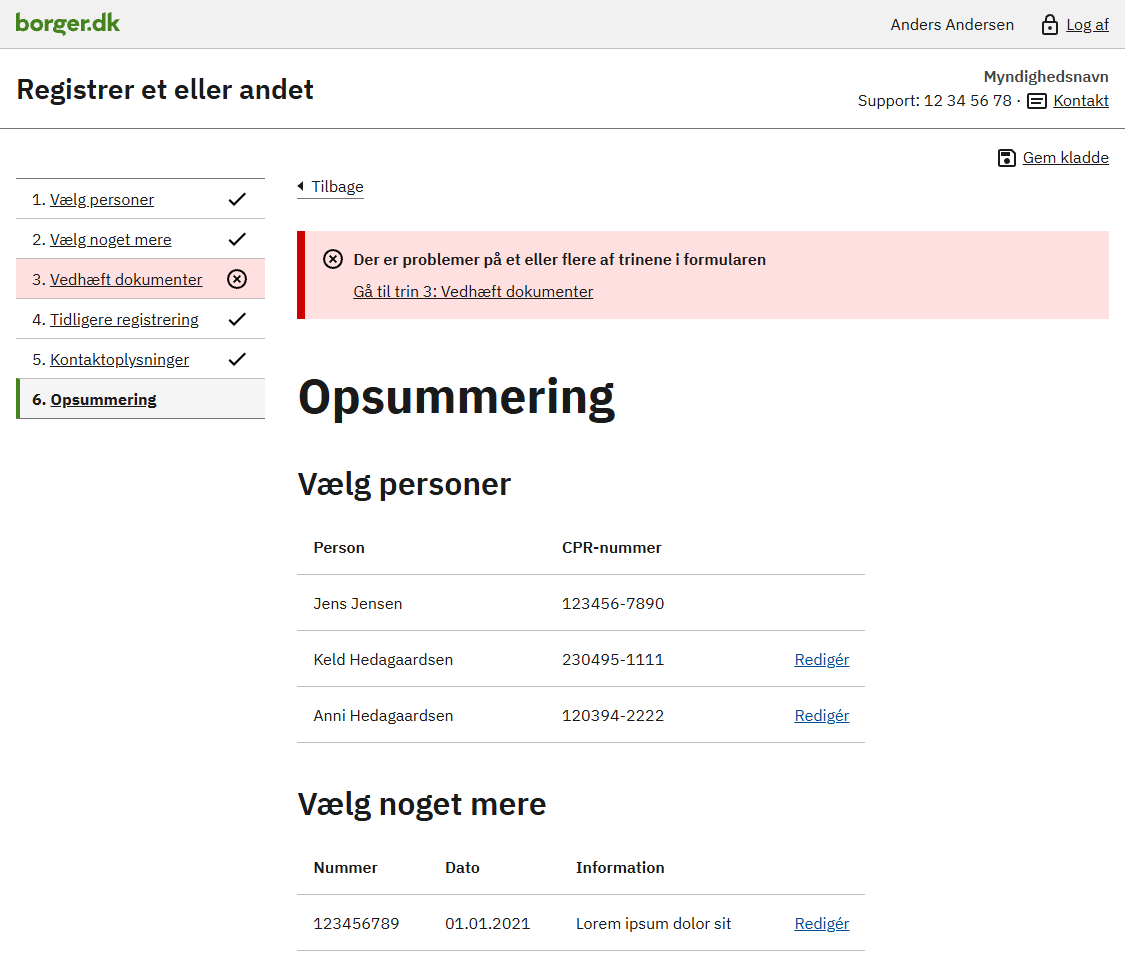 borger.dk
Anders Andersen Log af
Registrer et eller andet
Myndighedsnavn
Support: 12 34 56 78 · Kontakt
Gem kladde
1. Vælg personer
2. Vælg noget mere
3. Vedhæft dokumenter
4. Tidligere registrering
5. Kontaktoplysninger
6. Opsummering
Tilbage
Der er problemer på et eller flere af trinene i formularen
Gå til trin 3: Vedhæft dokumenter
Opsummering
Vælg personer
Person CPR-nummer
Jens Jensen 123456-7890
Keld Hedagaardsen 230495-1111 Redigér
Anni Hedagaardsen 120394-2222 Redigér
Vælg noget mere
Nummer Dato Information
123456789 01.01.2021 Lorem ipsum dolor sit Redigér